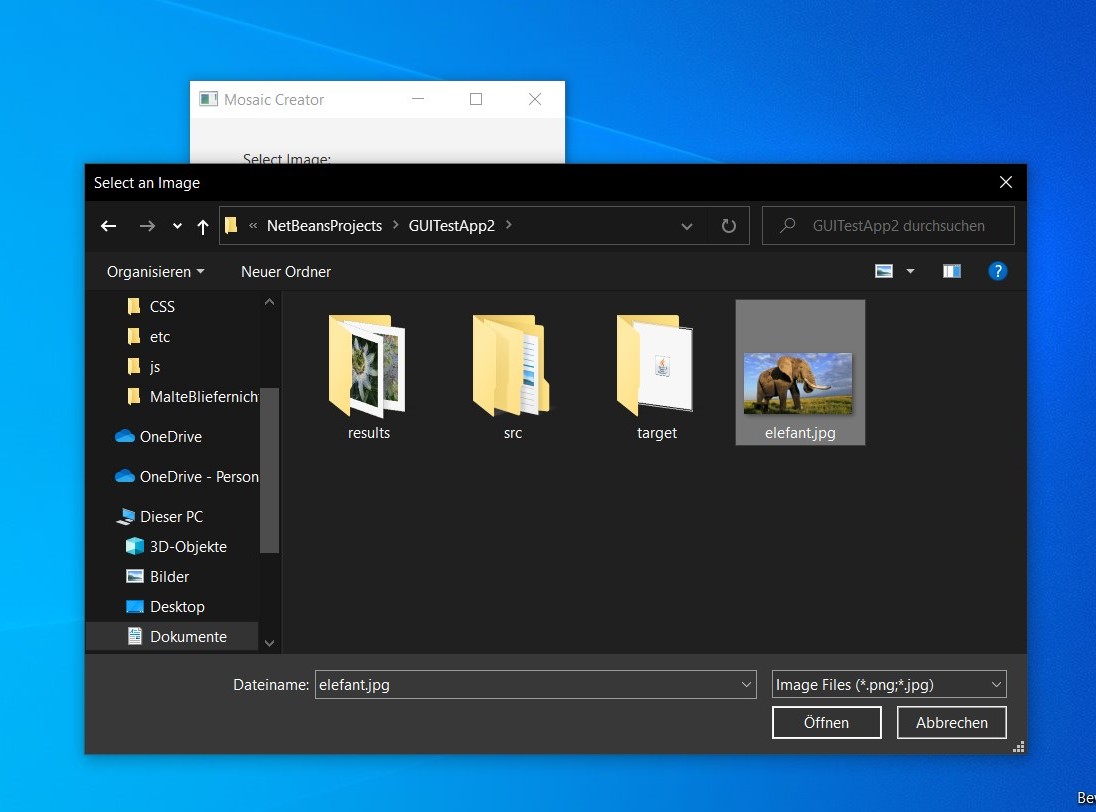 Mosaic Creator
Select Image:
Select an Image
« NetBeansProjects > GUITestApp2 >
GUITestApp2 durchsuchen
Organisieren
Neuer Ordner
?
CSS
etc
js
MalteBliefernich
OneDrive
OneDrive - Person
Dieser PC
3D-Objekte
Bilder
Desktop
Dokumente
results
src
target
elefant.jpg
Dateiname: elefant.jpg
Image Files (*.png;*.jpg)
Öffnen
Abbrechen